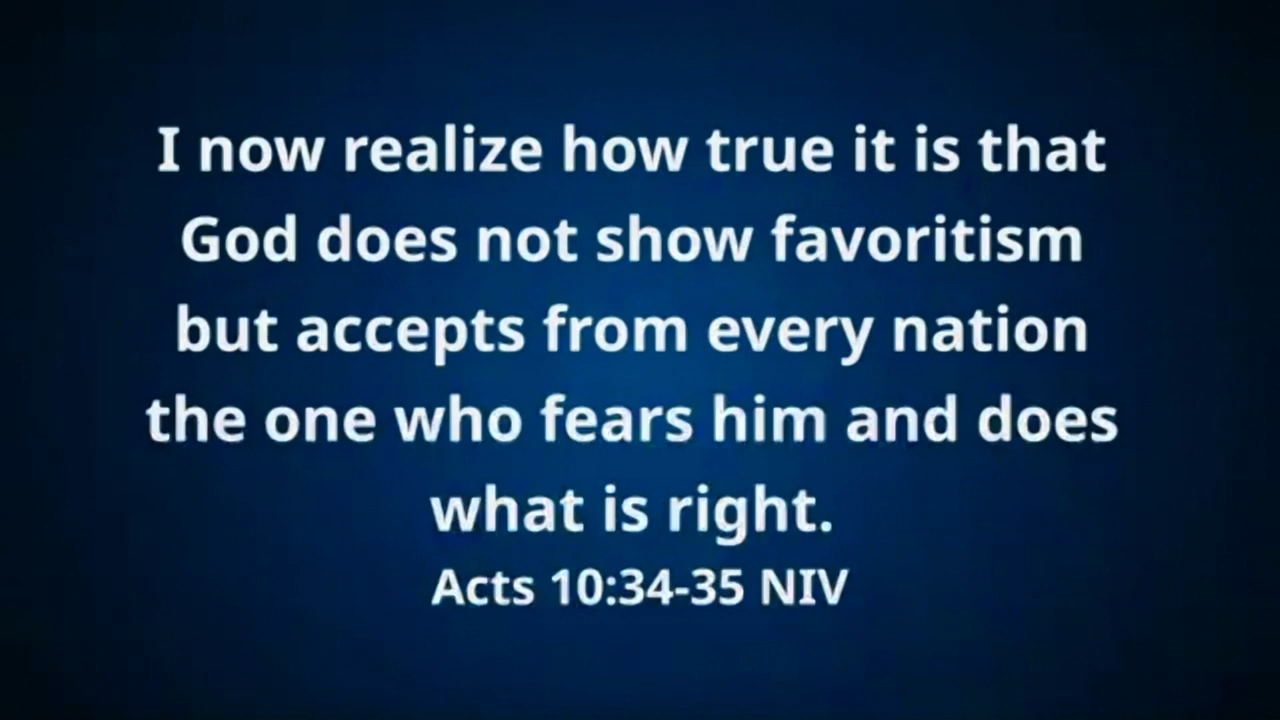 I now realize how true it is that
God does not show favoritism
but accepts from every nation
the one who fears him and does
what is right.
Acts 10:34-35 NIV